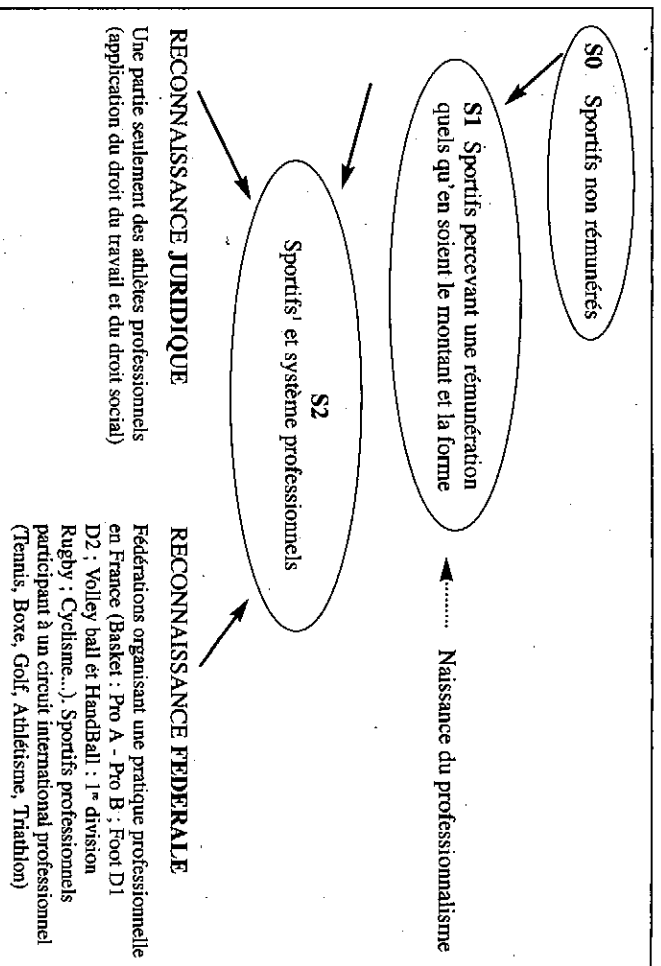 S0 Sportifs non rémunérés
S1 Sportifs percevant une rémunération
quels qu'en soient le montant et la forme
Naissance du professionnalisme
S2
Sportifs¹ et système professionnels
RECONNAISSANCE JURIDIQUE
Une partie seulement des athlètes professionnels
(application du droit du travail et du droit social)
RECONNAISSANCE FEDERALE
Fédérations organisant une pratique professionnelle
en France (Basket : Pro A - Pro B ; Foot D1
D2 ; Volley ball et HandBall : 1re division
Rugby ; Cyclisme...). Sportifs professionnels
participant à un circuit international professionnel
(Tennis, Boxe, Golf, Athlétisme, Triathlon)